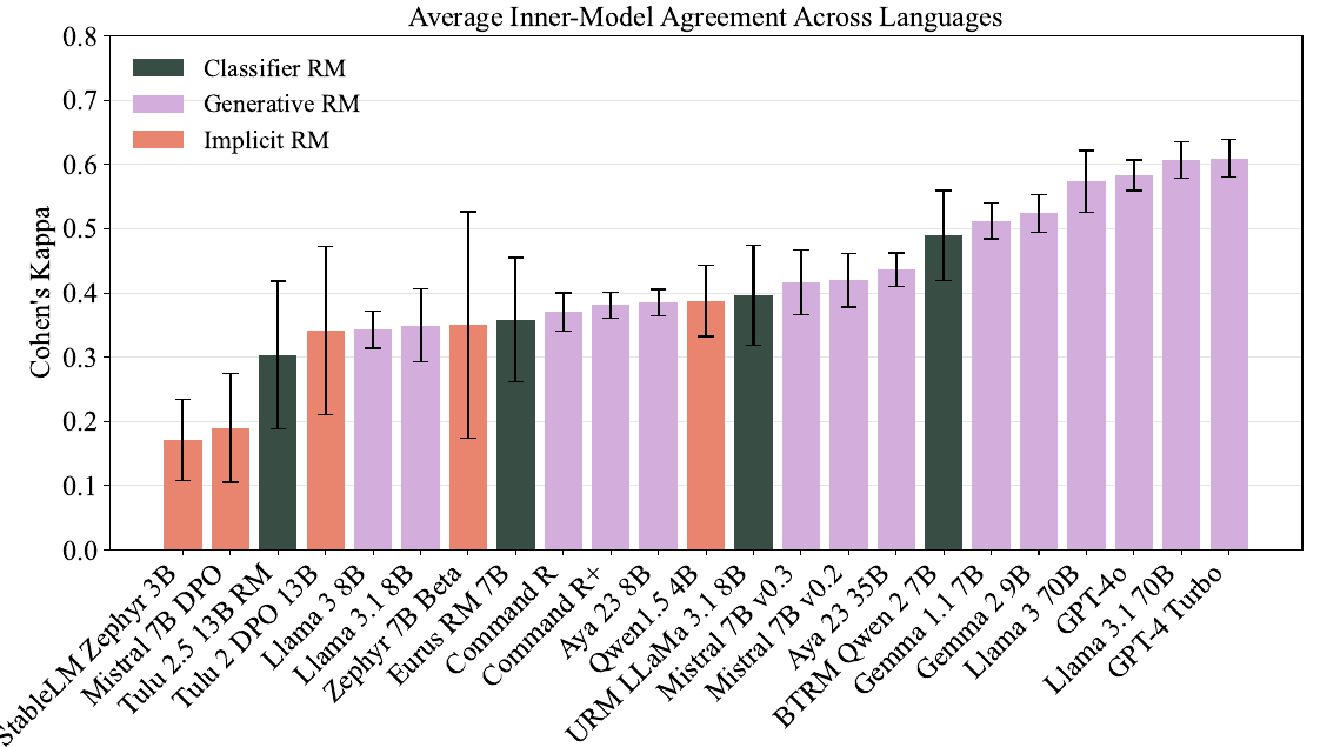 Average Inner-Model Agreement Across Languages
Classifier RM
Generative RM
Implicit RM
Cohen's Kappa
0.8
0.7
0.6
0.5
0.4
0.3
0.2
0.1
0.0
StableLM Zephyr 3B
Mistral 7B DPO
Tulu 2.5 13B RM
Tulu 2 DPO 13B
Llama 3 8B
Llama 3.1 8B
Zephyr 7B Beta
Eurus RM 7B
Command R
Command R+
Aya 23 8B
Qwen1.5 4B
URM LLaMa 3.1 8B
Mistral 7B v0.3
Mistral 7B v0.2
Aya 23 35B
BTRM Qwen 2 7B
Gemma 1.1 7B
Gemma 2 9B
Llama 3 70B
GPT-4o
Llama 3.1 70B
GPT-4 Turbo